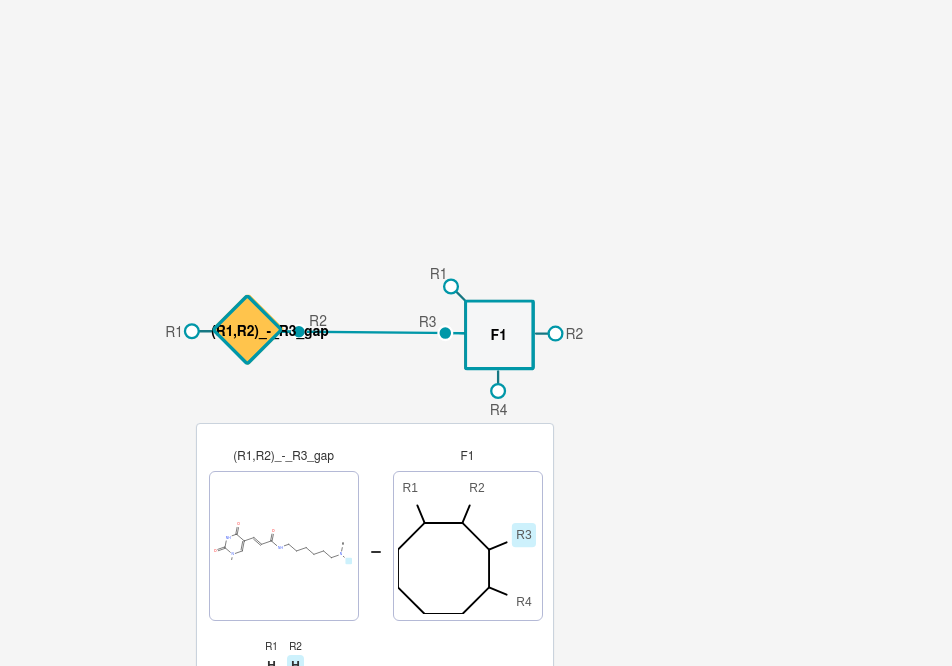 R1
R1
(R1,R2)_-_R3_gap
R2
R3
F1
R2
R4
(R1,R2)_-_R3_gap
F1
R1
R2
R3
R4
R1 R2
H H